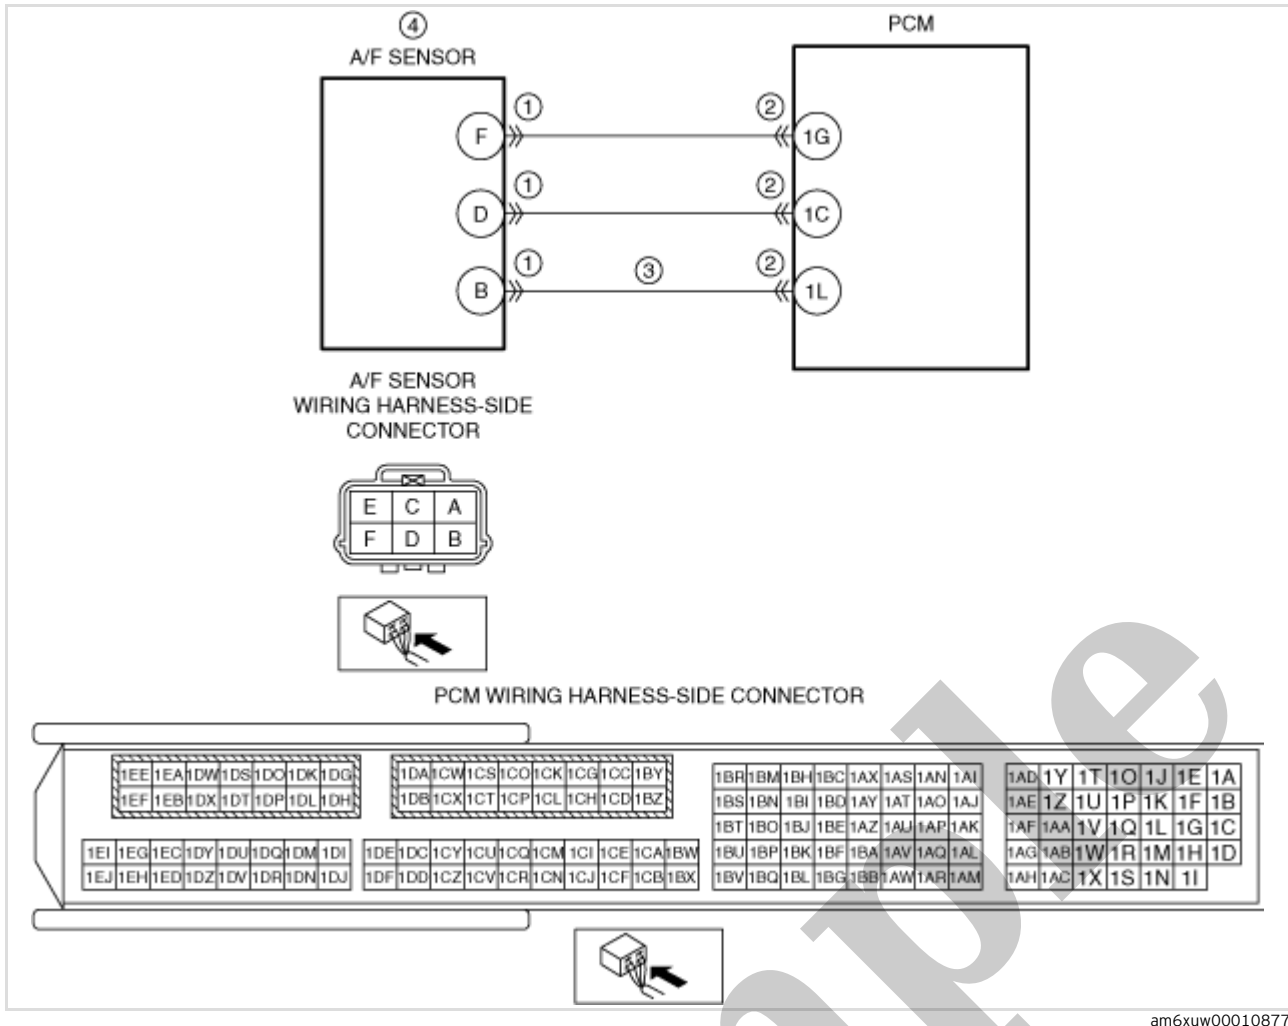 ④ PCM
A/F SENSOR
① ②
F 1G
① ②
D 1C
① ③ ②
B 1L
A/F SENSOR
WIRING HARNESS-SIDE
CONNECTOR
E C A
F D B
PCM WIRING HARNESS-SIDE CONNECTOR
1EE 1EA 1DW 1DS 1DO 1DK 1DG
1EF 1EB 1DX 1DT 1DP 1DL 1DH
1EI 1EG 1EC 1DY 1DU 1DQ 1DM 1DI
1EJ 1EH 1ED 1DZ 1DV 1DR 1DN 1DJ
1DA 1CW 1CS 1CO 1CK 1CG 1CC 1BY
1DB 1CX 1CT 1CP 1CL 1CH 1CD 1BZ
1DE 1DC 1CY 1CU 1CQ 1CM 1CI 1CE 1CA 1BW
1DF 1DD 1CZ 1CV 1CR 1CN 1CJ 1CF 1CB 1BX
1BR 1BM 1BH 1BC 1AX 1AS 1AN 1AI
1BS 1BN 1BI 1BD 1AY 1AT 1AO 1AJ
1BT 1BO 1BJ 1BE 1AZ 1AU 1AP 1AK
1BU 1BP 1BK 1BF 1BA 1AV 1AQ 1AL
1BV 1BQ 1BL 1BG 1BB 1AW 1AR 1AM
1AD 1Y 1T 1O 1J 1E 1A
1AE 1Z 1U 1P 1K 1F 1B
1AF 1AA 1V 1Q 1L 1G 1C
1AG 1AB 1W 1R 1M 1H 1D
1AH 1AC 1X 1S 1N 1I
am6xuw00010877
mple